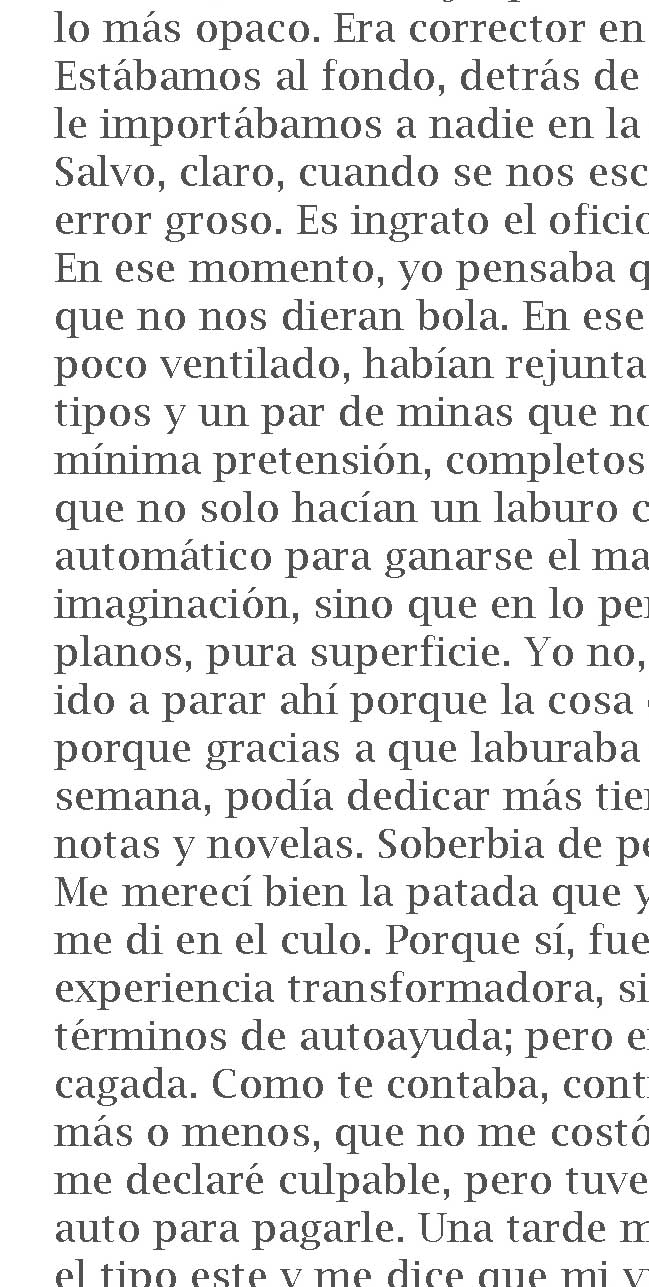 lo más opaco. Era corrector en
Estábamos al fondo, detrás de
le importábamos a nadie en la
Salvo, claro, cuando se nos esc
error groso. Es ingrato el oficio
En ese momento, yo pensaba q
que no nos dieran bola. En ese
poco ventilado, habían rejunta
tipos y un par de minas que no
mínima pretensión, completos
que no solo hacían un laburo c
automático para ganarse el ma
imaginación, sino que en lo per
planos, pura superficie. Yo no,
ido a parar ahí porque la cosa
porque gracias a que laburaba
semana, podía dedicar más tie
notas y novelas. Soberbia de pe
Me merecí bien la patada que y
me di en el culo. Porque sí, fue
experiencia transformadora, si
términos de autoayuda; pero e
cagada. Como te contaba, cont
más o menos, que no me costó
me declaré culpable, pero tuve
auto para pagarle. Una tarde m
el tipo este y me dice que mi v